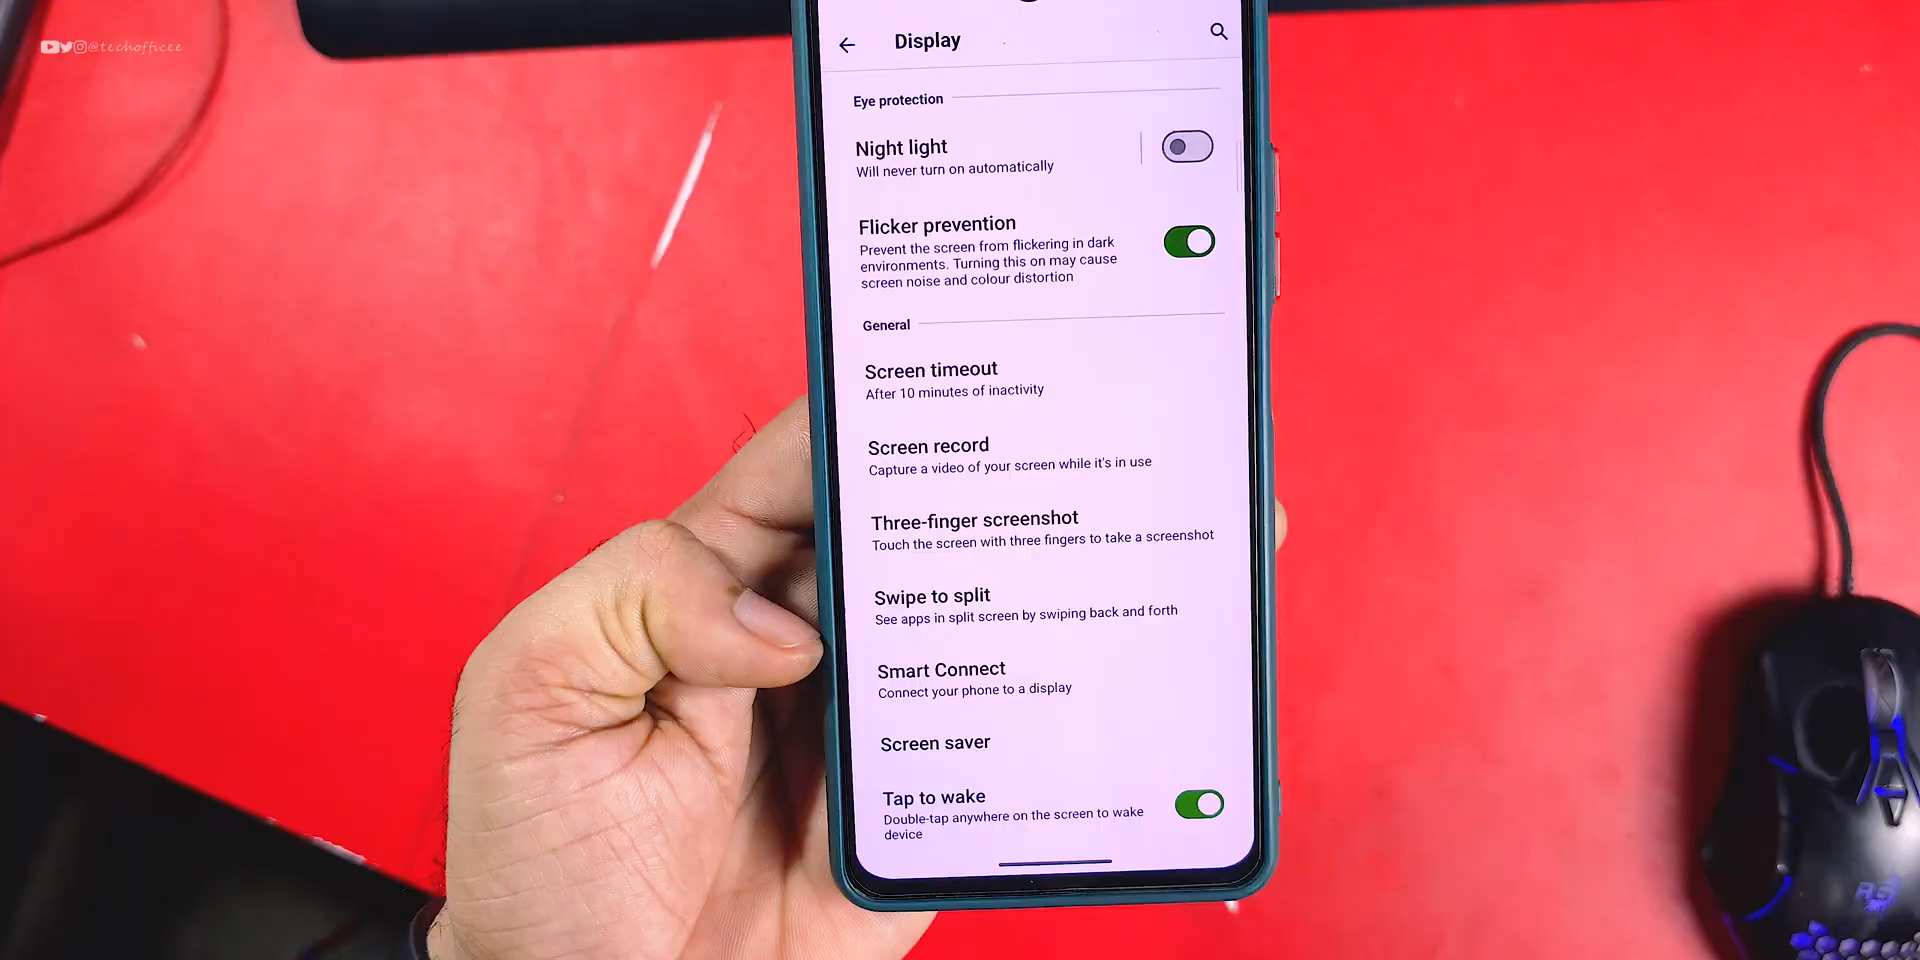 @techofficee
Display
Eye protection
Night light
Will never turn on automatically
Flicker prevention
Prevent the screen from flickering in dark
environments. Turning this on may cause
screen noise and colour distortion
General
Screen timeout
After 10 minutes of inactivity
Screen record
Capture a video of your screen while it's in use
Three-finger screenshot
Touch the screen with three fingers to take a screenshot
Swipe to split
See apps in split screen by swiping back and forth
Smart Connect
Connect your phone to a display
Screen saver
Tap to wake
Double-tap anywhere on the screen to wake
device